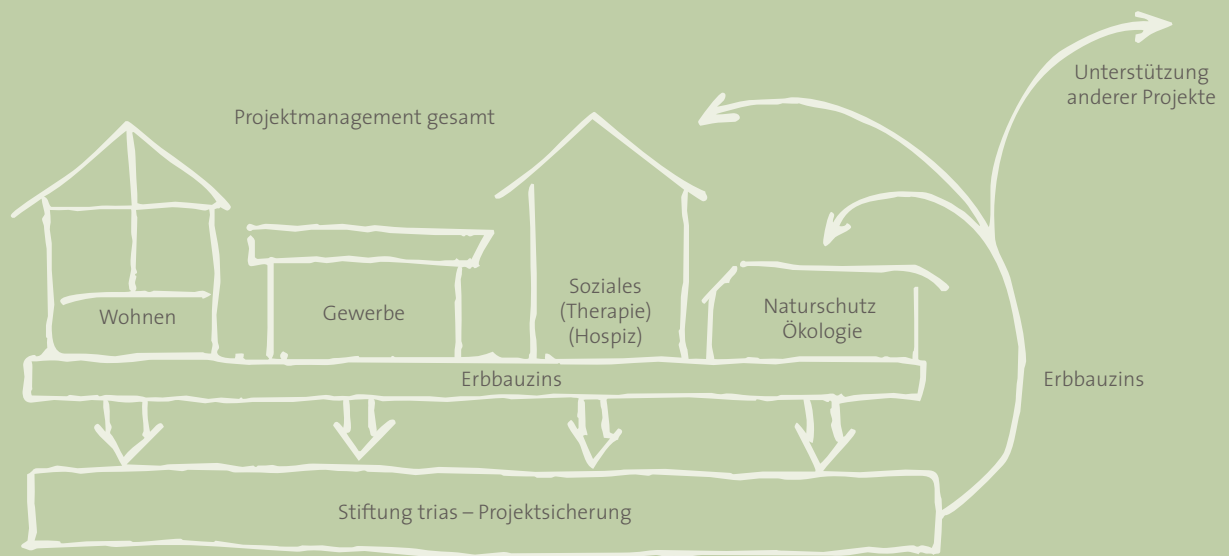 Unterstützung
anderer Projekte
Projektmanagement gesamt
Wohnen
Gewerbe
Soziales
(Therapie)
(Hospiz)
Naturschutz
Ökologie
Erbbauzins
Erbbauzins
Stiftung trias – Projektsicherung